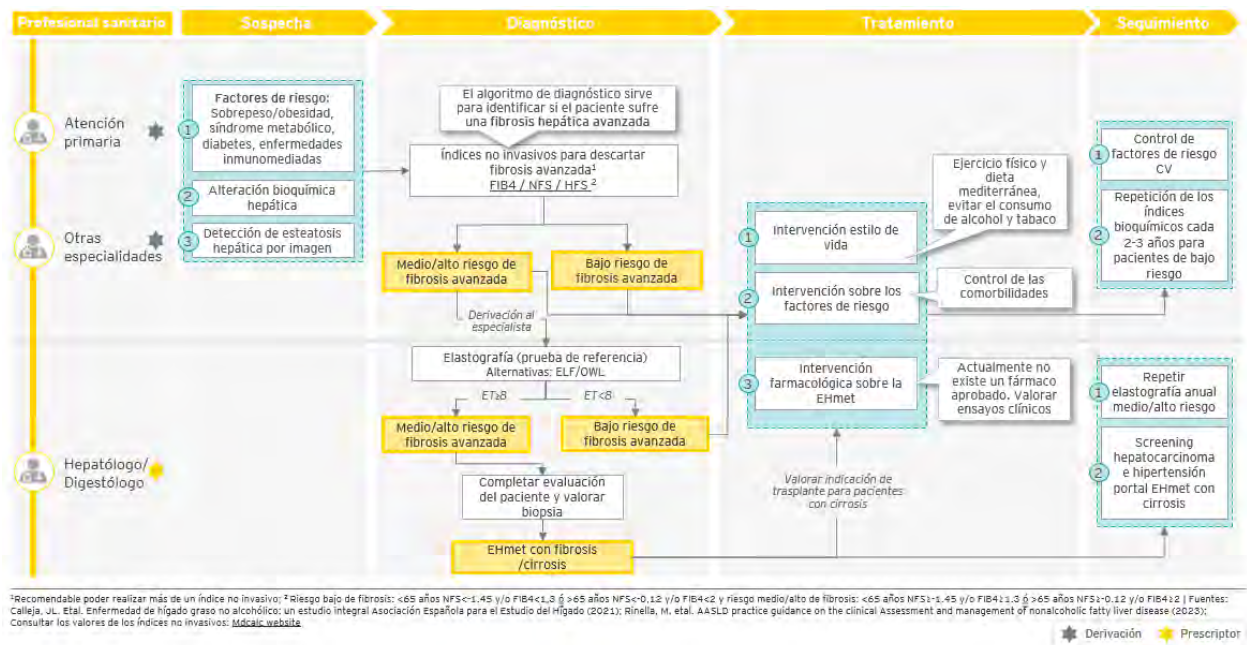 Profesional sanitario
Sospecha
Diagnóstico
Tratamiento
Seguimiento
Atención
primaria
Otras
especialidades
Hepatólogo/
Digestólogo
1
Factores de riesgo:
Sobrepeso/obesidad,
síndrome metabólico,
diabetes, enfermedades
inmunomediadas
2
Alteración bioquímica
hepática
3
Detección de esteatosis
hepática por imagen
El algoritmo de diagnóstico sirve
para identificar si el paciente sufre
una fibrosis hepática avanzada
Índices no invasivos para descartar
fibrosis avanzada¹
FIB4 / NFS / HFS ²
Medio/alto riesgo de
fibrosis avanzada
Bajo riesgo de
fibrosis avanzada
Derivación al
especialista
Elastografía (prueba de referencia)
Alternativas: ELF/OWL
ET≥8
ET<8
Medio/alto riesgo de
fibrosis avanzada
Bajo riesgo de
fibrosis avanzada
Completar evaluación
del paciente y valorar
biopsia
EHmet con fibrosis
/cirrosis
1
Intervención estilo de
vida
2
Intervención sobre los
factores de riesgo
3
Intervención
farmacológica sobre la
EHmet
Ejercicio físico y
dieta
mediterránea,
evitar el consumo
de alcohol y tabaco
Control de las
comorbilidades
Actualmente no
existe un fármaco
aprobado. Valorar
ensayos clínicos
Valorar indicación de
trasplante para pacientes
con cirrosis
1
Control de
factores de riesgo
CV
2
Repetición de los
índices
bioquímicos cada
2-3 años para
pacientes de bajo
riesgo
1
Repetir
elastografía anual
medio/alto riesgo
2
Screening
hepatocarcinoma
e hipertensión
portal EHmet con
cirrosis
¹Recomendable poder realizar más de un índice no invasivo; ² Riesgo bajo de fibrosis: <65 años NFS<-1,45 y/o FIB4<1,3 ó >65 años NFS<-0,12 y/o FIB4<2 y riesgo medio/alto de fibrosis: <65 años NFS≥-1,45 y/o FIB4≥1,3 ó >65 años NFS≥-0,12 y/o FIB4≥2 | Fuentes:
Calleja, JL. Etal. Enfermedad de hígado graso no alcohólico: un estudio integral Asociación Española para el Estudio del Hígado (2021); Rinella, M. etal. AASLD practice guidance on the clinical Assessment and management of nonalcoholic fatty liver disease (2023);
Consultar los valores de los índices no invasivos: Mdcalc website
Derivación
Prescriptor